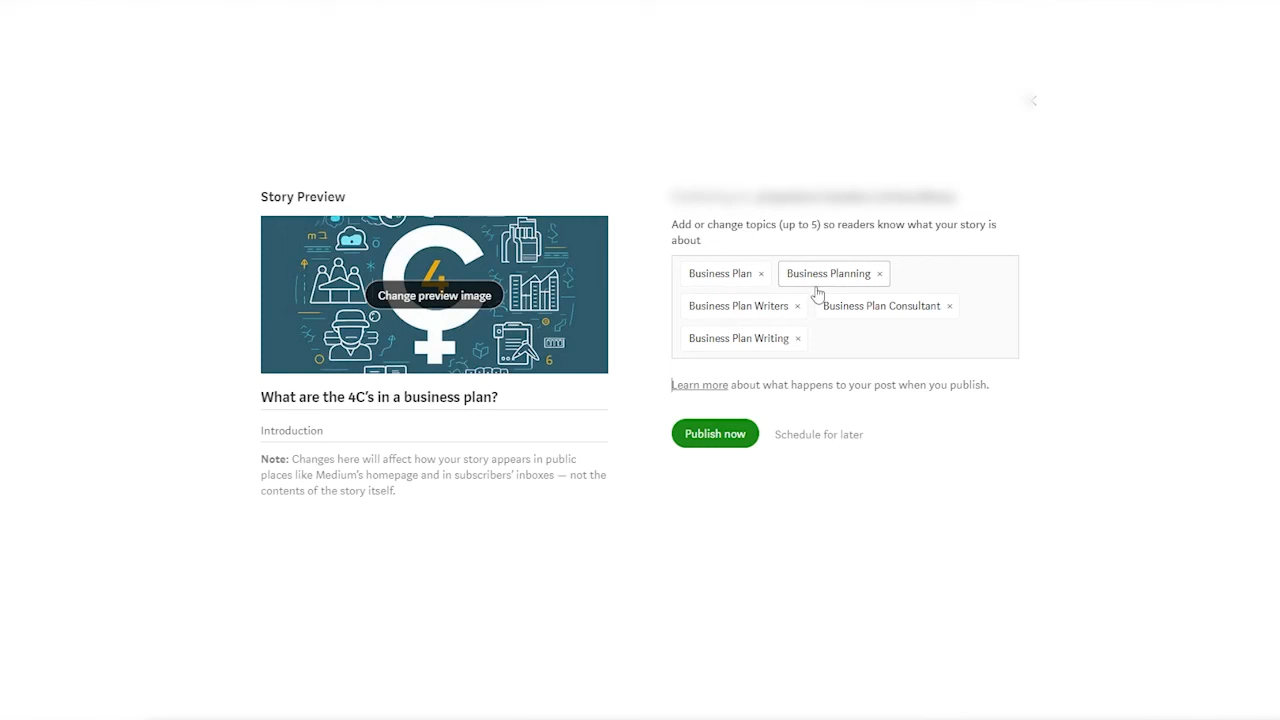 Story Preview
4
6
Change preview image
What are the 4C's in a business plan?
Introduction
Note: Changes here will affect how your story appears in public
places like Medium's homepage and in subscribers' inboxes — not the
contents of the story itself.
Add or change topics (up to 5) so readers know what your story is
about
Business Plan × Business Planning ×
Business Plan Writers × Business Plan Consultant ×
Business Plan Writing ×
Learn more about what happens to your post when you publish.
Publish now Schedule for later